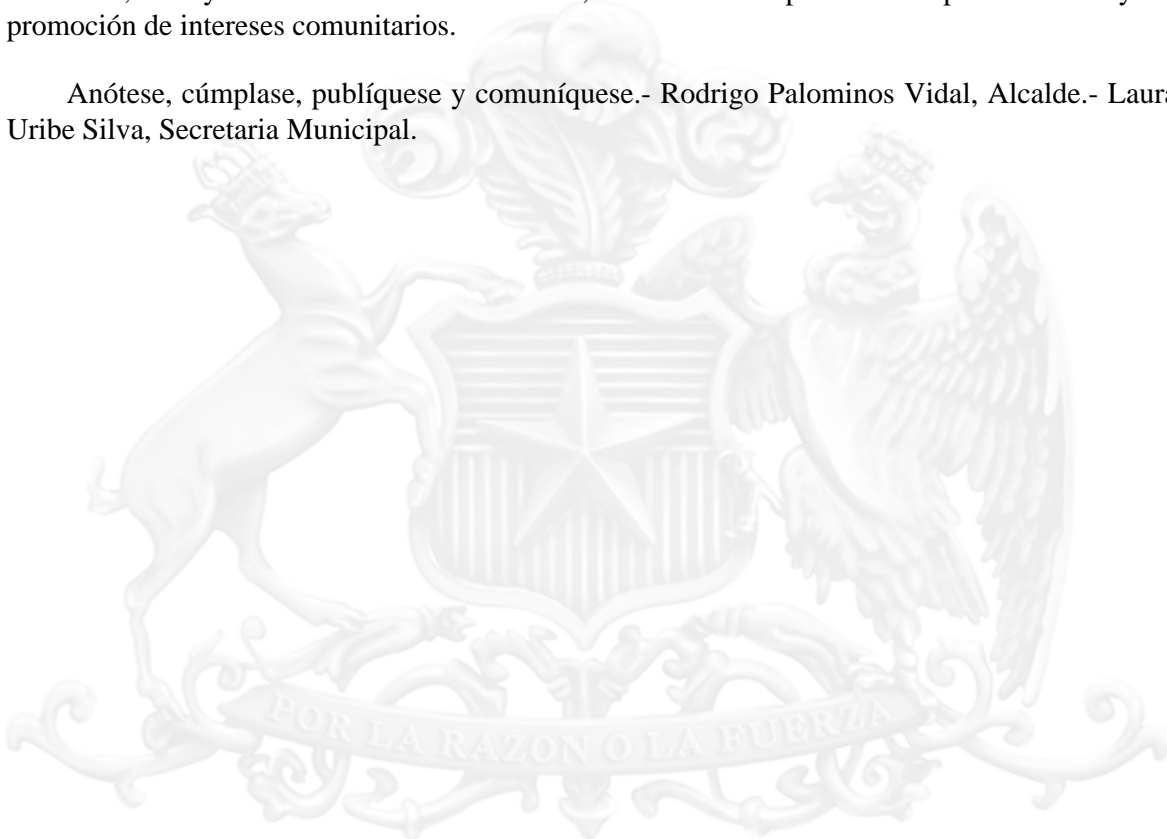 promoción de intereses comunitarios.
Anótese, cúmplase, publíquese y comuníquese.- Rodrigo Palominos Vidal, Alcalde.- Laura
Uribe Silva, Secretaria Municipal.
POR LA RAZON O LA FUERZA